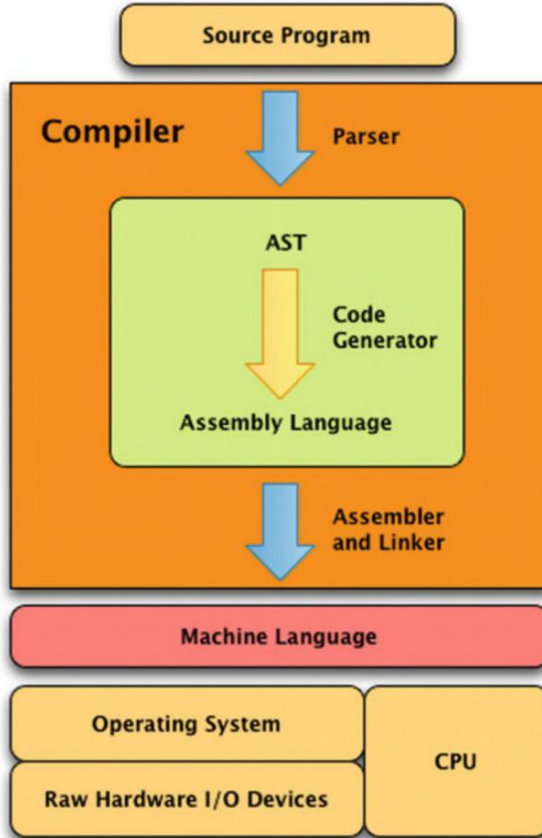 Source Program
Compiler
Parser
AST
Code
Generator
Assembly Language
Assembler
and Linker
Machine Language
Operating System
CPU
Raw Hardware I/O Devices